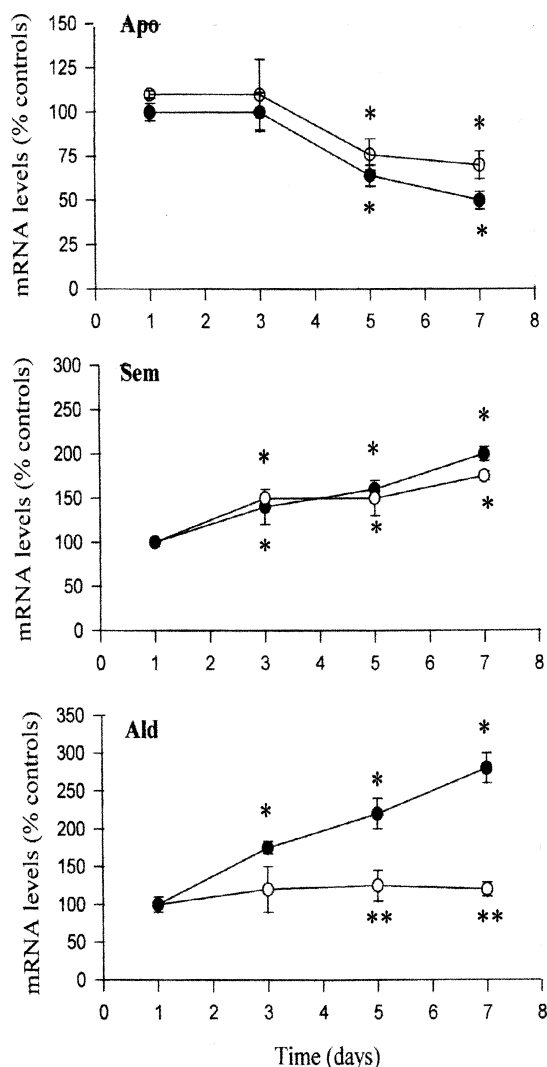 Apo
mRNA levels (% controls)
150
125
100
75
50
25
0
* *
* *
0 1 2 3 4 5 6 7 8
Sem
mRNA levels (% controls)
300
250
200
150
100
50
0
* * *
* * *
0 1 2 3 4 5 6 7 8
Ald
mRNA levels (% controls)
350
300
250
200
150
100
50
0
* * *
** **
0 1 2 3 4 5 6 7 8
Time (days)